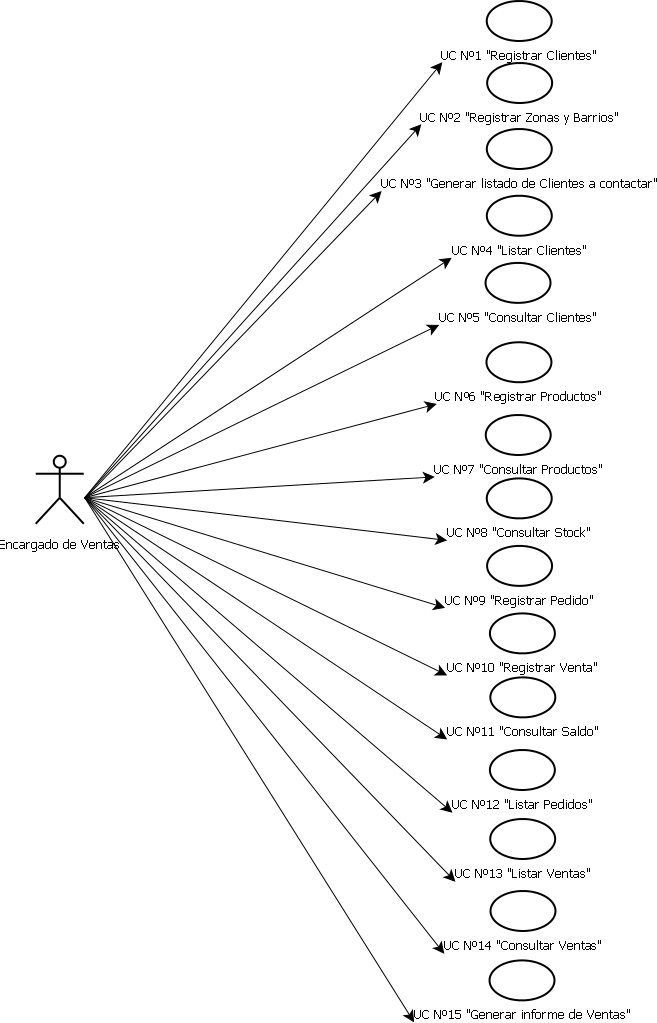 UC Nº1 "Registrar Clientes"
UC Nº2 "Registrar Zonas y Barrios"
UC Nº3 "Generar listado de Clientes a contactar"
UC Nº4 "Listar Clientes"
UC Nº5 "Consultar Clientes"
UC Nº6 "Registrar Productos"
UC Nº7 "Consultar Productos"
UC Nº8 "Consultar Stock"
Encargado de Ventas
UC Nº9 "Registrar Pedido"
UC Nº10 "Registrar Venta"
UC Nº11 "Consultar Saldo"
UC Nº12 "Listar Pedidos"
UC Nº13 "Listar Ventas"
UC Nº14 "Consultar Ventas"
UC Nº15 "Generar informe de Ventas"